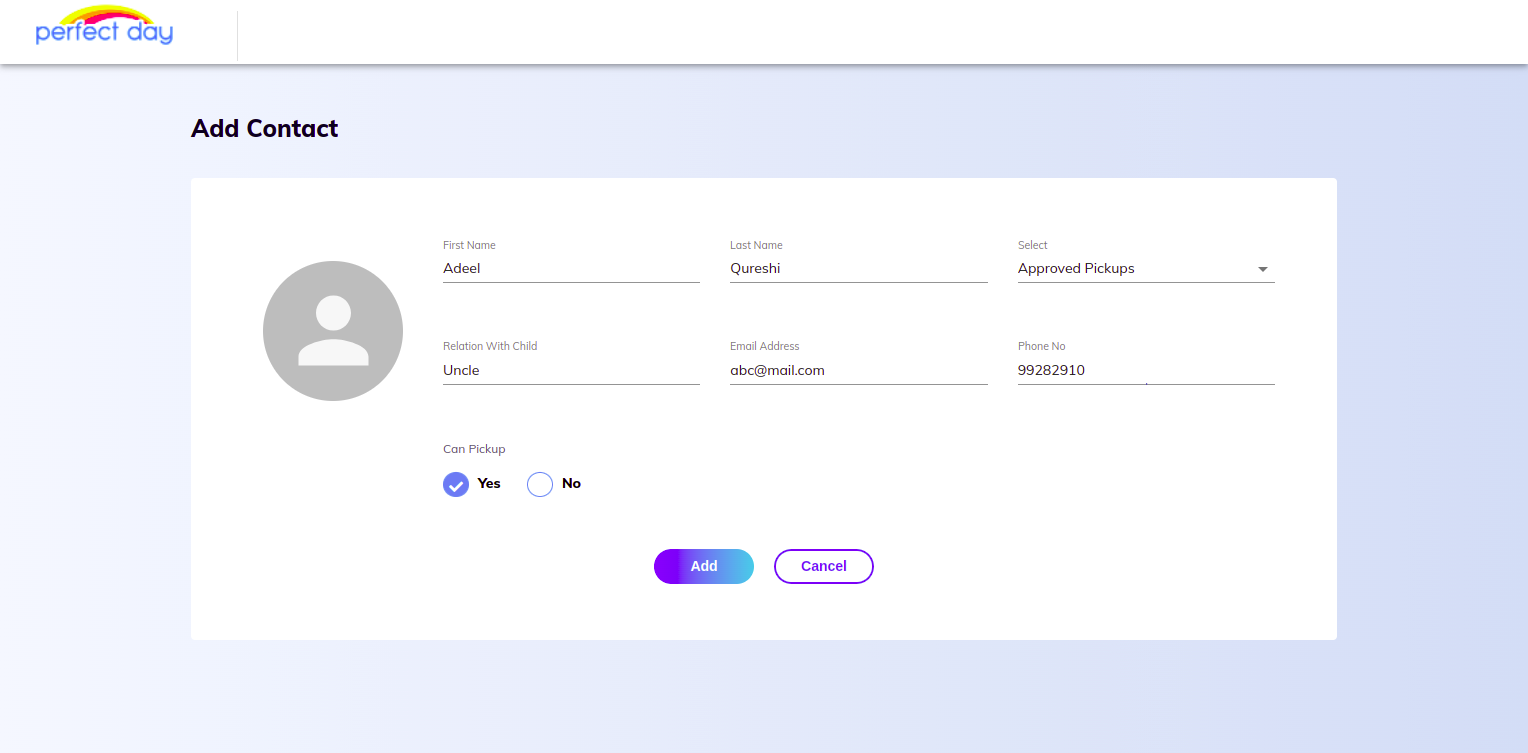 perfect day
Add Contact
First Name
Last Name
Select
Adeel
Qureshi
Approved Pickups
Relation With Child
Email Address
Phone No
Uncle
abc@mail.com
99282910
Can Pickup
Yes
No
Add
Cancel